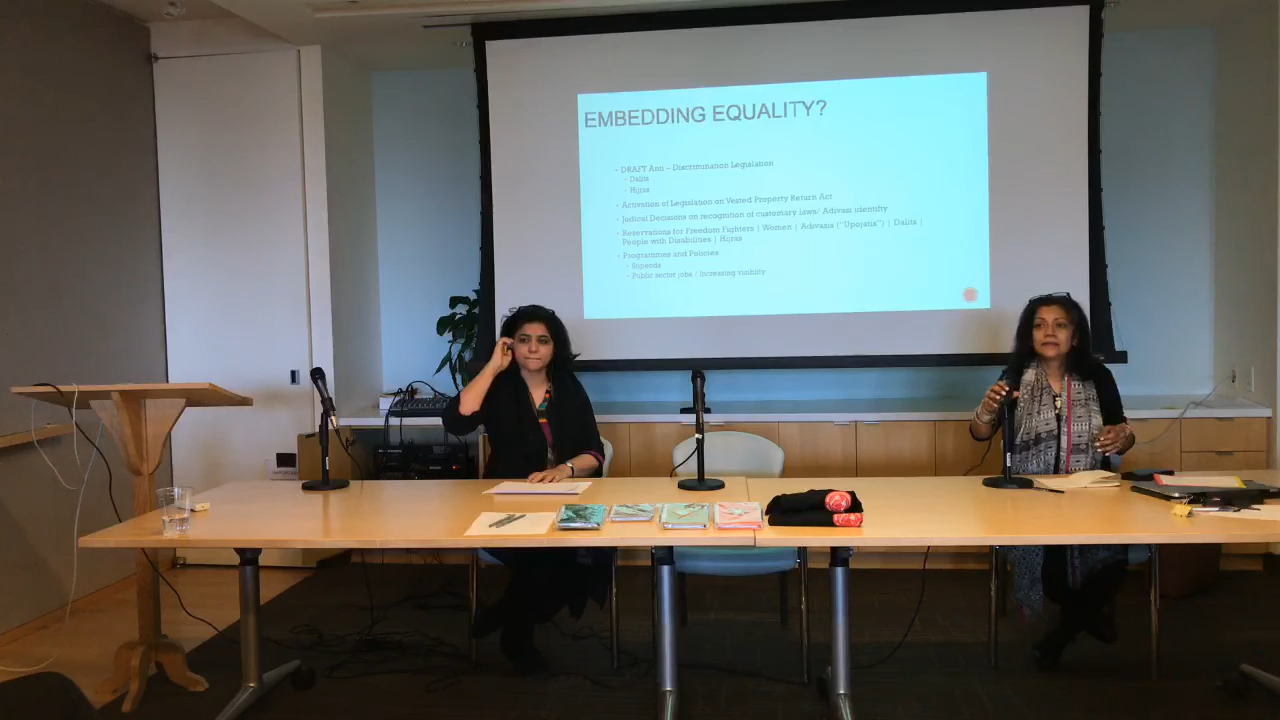 EMBEDDING EQUALITY?
DRAFT Anti – Discrimination Legislation
Dalits
Hijras
Activation of Legislation on Vested Property Return Act
Judicial Decisions on recognition of customary laws/ Adivasi identity
Reservations for Freedom Fighters | Women | Adivasis ("Upojatis") | Dalits |
People with Disabilities | Hijras
Programmes and Policies
Stipends
Public sector jobs / Increasing visibility